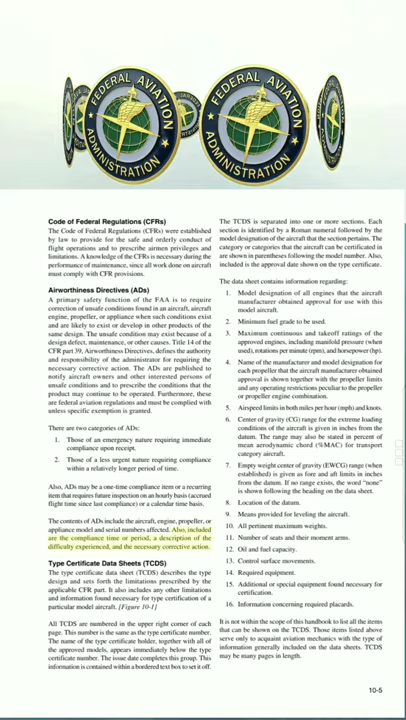 FEDERAL AVIATION
ADMINISTRATION
FEDERAL AVIATION
ADMINISTRATION
Code of Federal Regulations (CFRs)
The Code of Federal Regulations (CFRs) were established
by law to provide for the safe and orderly conduct of
flight operations and to prescribe airmen privileges and
limitations. A knowledge of the CFRs is necessary during the
performance of maintenance, since all work done on aircraft
must comply with CFR provisions.
Airworthiness Directives (ADs)
A primary safety function of the FAA is to require
correction of unsafe conditions found in an aircraft, aircraft
engine, propeller, or appliance when such conditions exist
and are likely to exist or develop in other products of the
same design. The unsafe condition may exist because of a
design defect, maintenance, or other causes. Title 14 of the
CFR part 39, Airworthiness Directives, defines the authority
and responsibility of the administrator for requiring the
necessary corrective action. The ADs are published to
notify aircraft owners and other interested persons of
unsafe conditions and to prescribe the conditions that the
product may continue to be operated. Furthermore, these
are federal aviation regulations and must be complied with
unless specific exemption is granted.
There are two categories of ADs:
1. Those of an emergency nature requiring immediate
compliance upon receipt.
2. Those of a less urgent nature requiring compliance
within a relatively longer period of time.
Also, ADs may be a one-time compliance item or a recurring
item that requires future inspection on an hourly basis (accrued
flight time since last compliance) or a calendar time basis.
The contents of ADs include the aircraft, engine, propeller, or
appliance model and serial numbers affected. Also, included
are the compliance time or period, a description of the
difficulty experienced, and the necessary corrective action.
Type Certificate Data Sheets (TCDS)
The type certificate data sheet (TCDS) describes the type
design and sets forth the limitations prescribed by the
applicable CFR part. It also includes any other limitations
and information found necessary for type certification of a
particular model aircraft. [Figure 10-1]
All TCDS are numbered in the upper right corner of each
page. This number is the same as the type certificate number.
The name of the type certificate holder, together with all of
the approved models, appears immediately below the type
certificate number. The issue date completes this group. This
information is contained within a bordered text box to set it off.
The TCDS is separated into one or more sections. Each
section is identified by a Roman numeral followed by the
model designation of the aircraft that the section pertains. The
category or categories that the aircraft can be certificated in
are shown in parentheses following the model number. Also,
included is the approval date shown on the type certificate.
The data sheet contains information regarding:
1. Model designation of all engines that the aircraft
manufacturer obtained approval for use with this
model aircraft.
2. Minimum fuel grade to be used.
3. Maximum continuous and takeoff ratings of the
approved engines, including manifold pressure (when
used), rotations per minute (rpm), and horsepower (hp).
4. Name of the manufacturer and model designation for
each propeller that the aircraft manufacturer obtained
approval is shown together with the propeller limits
and any operating restrictions peculiar to the propeller
or propeller engine combination.
5. Airspeed limits in both miles per hour (mph) and knots.
6. Center of gravity (CG) range for the extreme loading
conditions of the aircraft is given in inches from the
datum. The range may also be stated in percent of
mean aerodynamic chord (%MAC) for transport
category aircraft.
7. Empty weight center of gravity (EWCG) range (when
established) is given as fore and aft limits in inches
from the datum. If no range exists, the word “none”
is shown following the heading on the data sheet.
8. Location of the datum.
9. Means provided for leveling the aircraft.
10. All pertinent maximum weights.
11. Number of seats and their moment arms.
12. Oil and fuel capacity.
13. Control surface movements.
14. Required equipment.
15. Additional or special equipment found necessary for
certification.
16. Information concerning required placards.
It is not within the scope of this handbook to list all the items
that can be shown on the TCDS. Those items listed above
serve only to acquaint aviation mechanics with the type of
information generally included on the data sheets. TCDS
may be many pages in length.
10-5